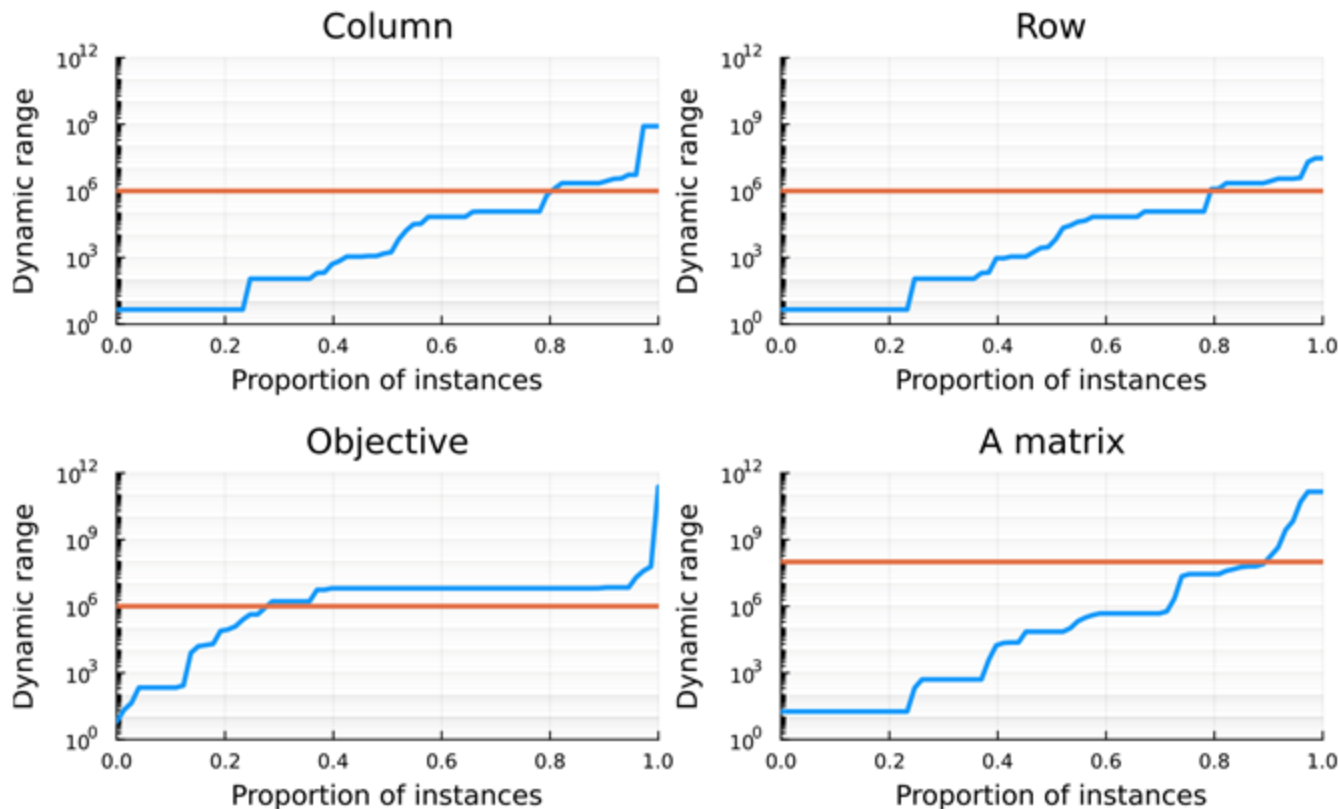 Column
Dynamic range
10^12
10^9
10^6
10^3
10^0
0.0 0.2 0.4 0.6 0.8 1.0
Proportion of instances
Row
Dynamic range
10^12
10^9
10^6
10^3
10^0
0.0 0.2 0.4 0.6 0.8 1.0
Proportion of instances
Objective
Dynamic range
10^12
10^9
10^6
10^3
10^0
0.0 0.2 0.4 0.6 0.8 1.0
Proportion of instances
A matrix
Dynamic range
10^12
10^9
10^6
10^3
10^0
0.0 0.2 0.4 0.6 0.8 1.0
Proportion of instances